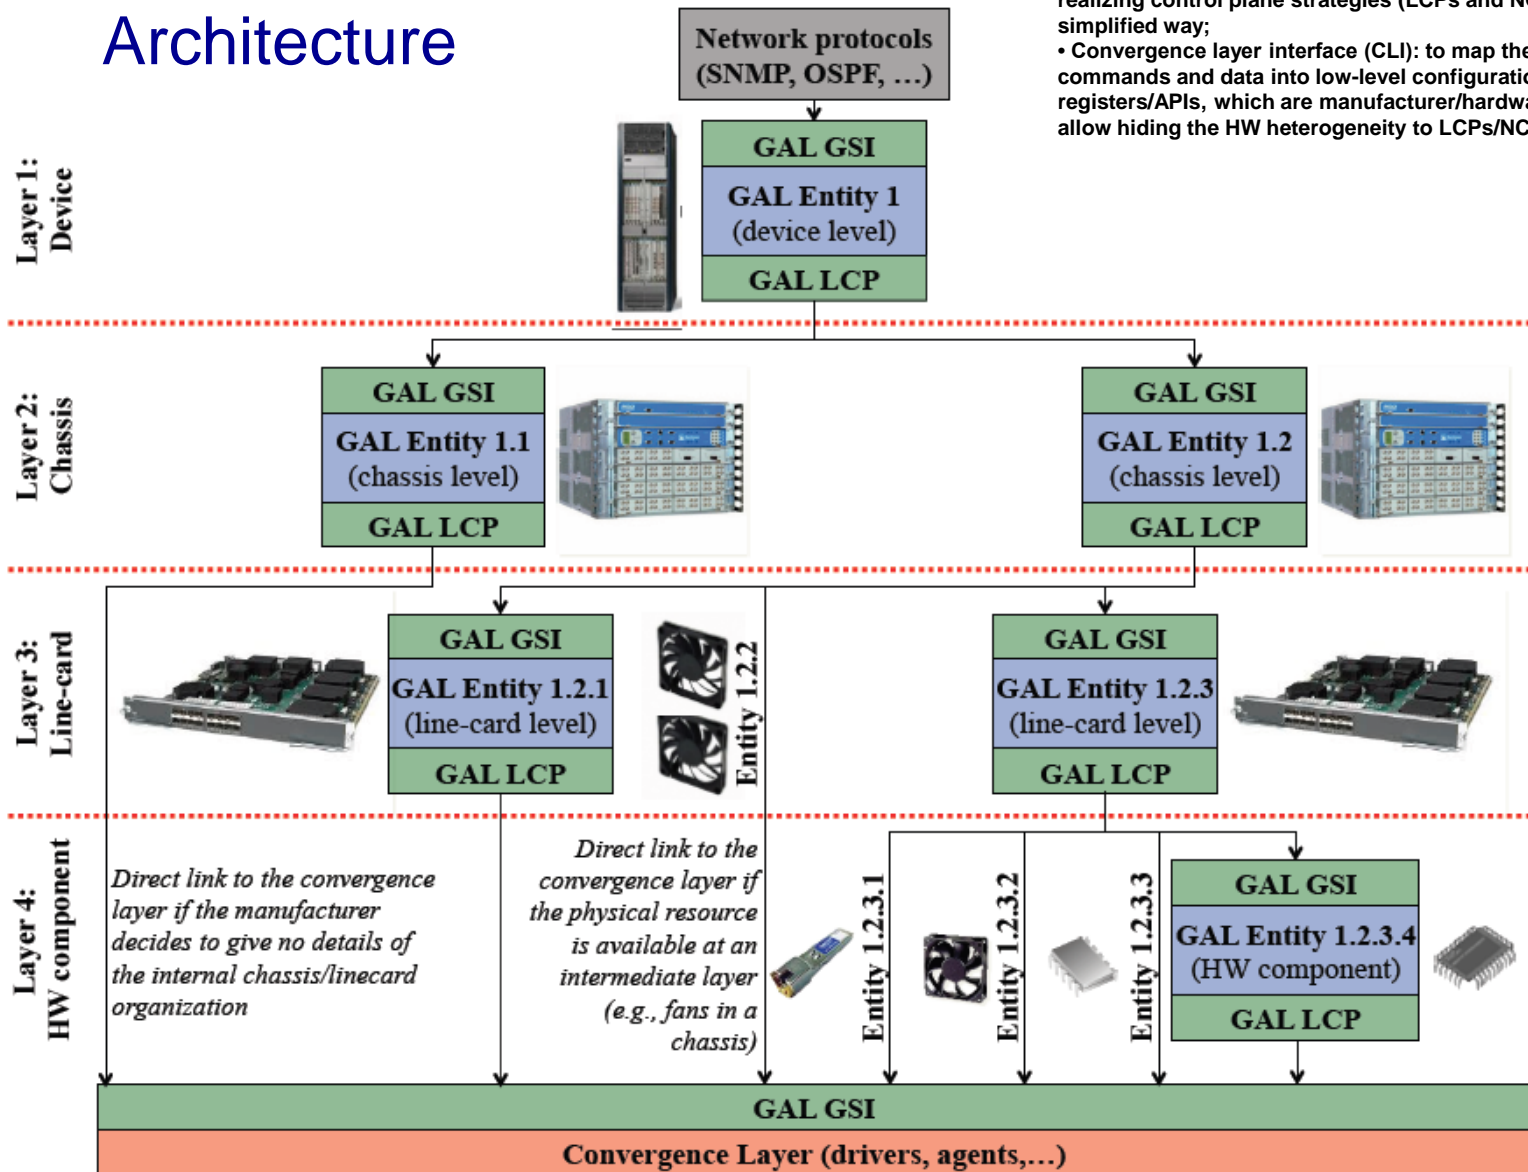 Architecture
realizing control plane strategies (LCPs and
simplified way;
• Convergence layer interface (CLI): to map the
commands and data into low-level
registers/APIs, which are
allow hiding the HW heterogeneity to
Network protocols
(SNMP, OSPF, …)
Layer 1:
Device
GAL GSI
GAL Entity 1
(device level)
GAL LCP
Layer 2:
Chassis
GAL GSI
GAL Entity 1.1
(chassis level)
GAL LCP
GAL GSI
GAL Entity 1.2
(chassis level)
GAL LCP
Layer 3:
Line-card
GAL GSI
GAL Entity 1.2.1
(line-card level)
GAL LCP
Entity 1.2.2
GAL GSI
GAL Entity 1.2.3
(line-card level)
GAL LCP
Layer 4:
HW component
Direct link to the convergence
layer if the manufacturer
decides to give no details of
the internal chassis/linecard
organization
Direct link to the
convergence layer if
the physical resource
is available at an
intermediate layer
(e.g., fans in a
chassis)
Entity 1.2.3.1
Entity 1.2.3.2
Entity 1.2.3.3
GAL GSI
GAL Entity 1.2.3.4
(HW component)
GAL LCP
GAL GSI
Convergence Layer (drivers, agents,…)